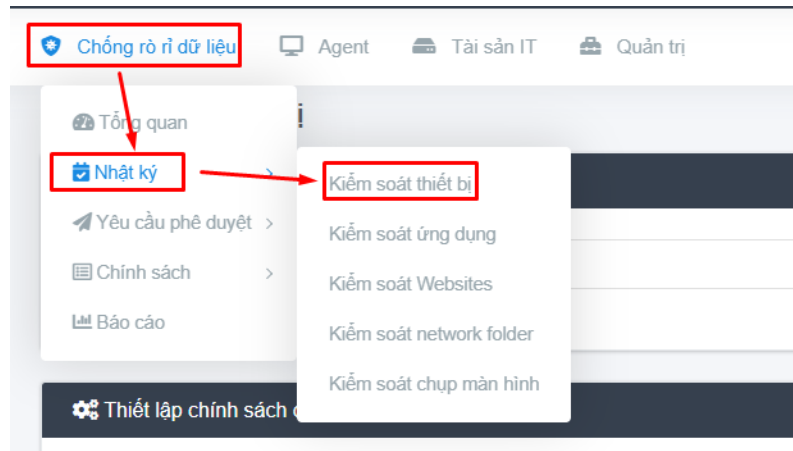 Chống rò rỉ dữ liệu Agent Tài sản IT Quản trị
Tổng quan
Nhật ký
Yêu cầu phê duyệt
Chính sách
Báo cáo
Kiểm soát thiết bị
Kiểm soát ứng dụng
Kiểm soát Websites
Kiểm soát network folder
Kiểm soát chụp màn hình
Thiết lập chính sách